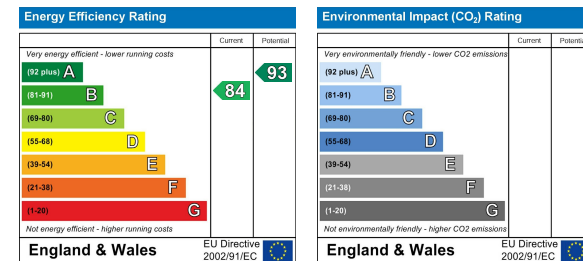 Energy Efficiency Rating
Current Potential
Very energy efficient - lower running costs
(92 plus) A 93
(81-91) B 84
(69-80) C
(55-68) D
(39-54) E
(21-38) F
(1-20) G
Not energy efficient - higher running costs
England & Wales
EU Directive
2002/91/EC
Environmental Impact (CO₂) Rating
Current Potential
Very environmentally friendly - lower CO2 emissions
(92 plus) A
(81-91) B
(69-80) C
(55-68) D
(39-54) E
(21-38) F
(1-20) G
Not environmentally friendly - higher CO2 emissions
England & Wales
EU Directive
2002/91/EC